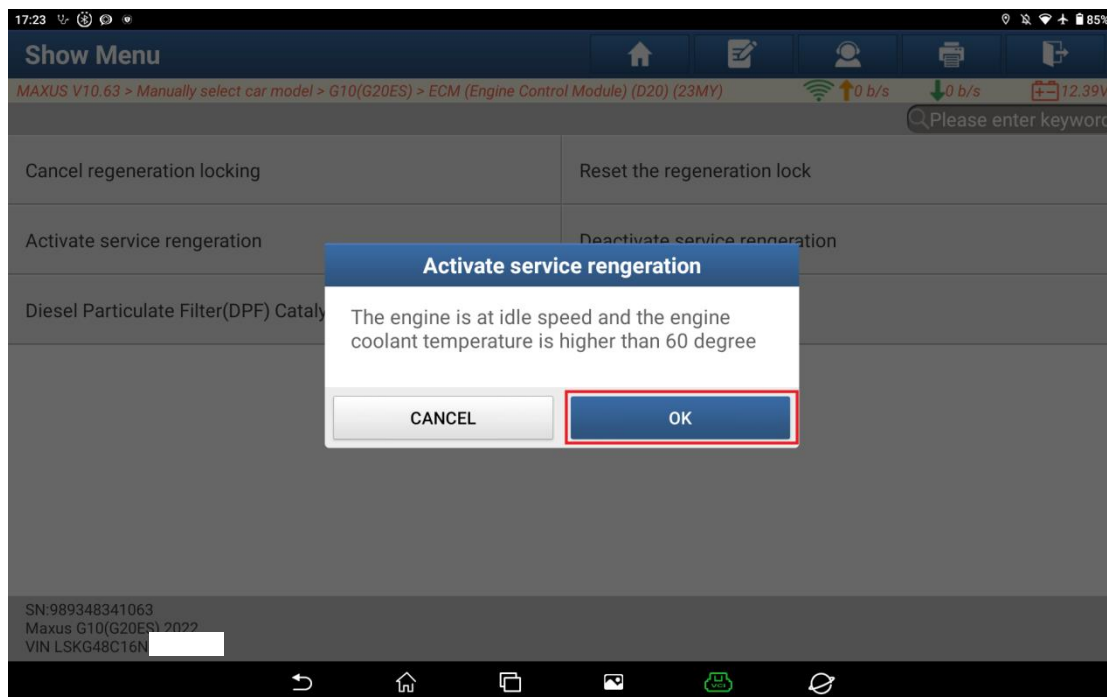 17:23 85%
Show Menu
MAXUS V10.63 > Manually select car model > G10(G20ES) > ECM (Engine Control Module) (D20) (23MY) 0 b/s 0 b/s 12.39V
Please enter keyword
Cancel regeneration locking Reset the regeneration lock
Activate service rengeration Deactivate service rengeration
Activate service rengeration
Diesel Particulate Filter(DPF) Cataly
The engine is at idle speed and the engine
coolant temperature is higher than 60 degree
CANCEL OK
SN:989348341063
Maxus G10(G20ES) 2022
VIN LSKG48C16N
VCI